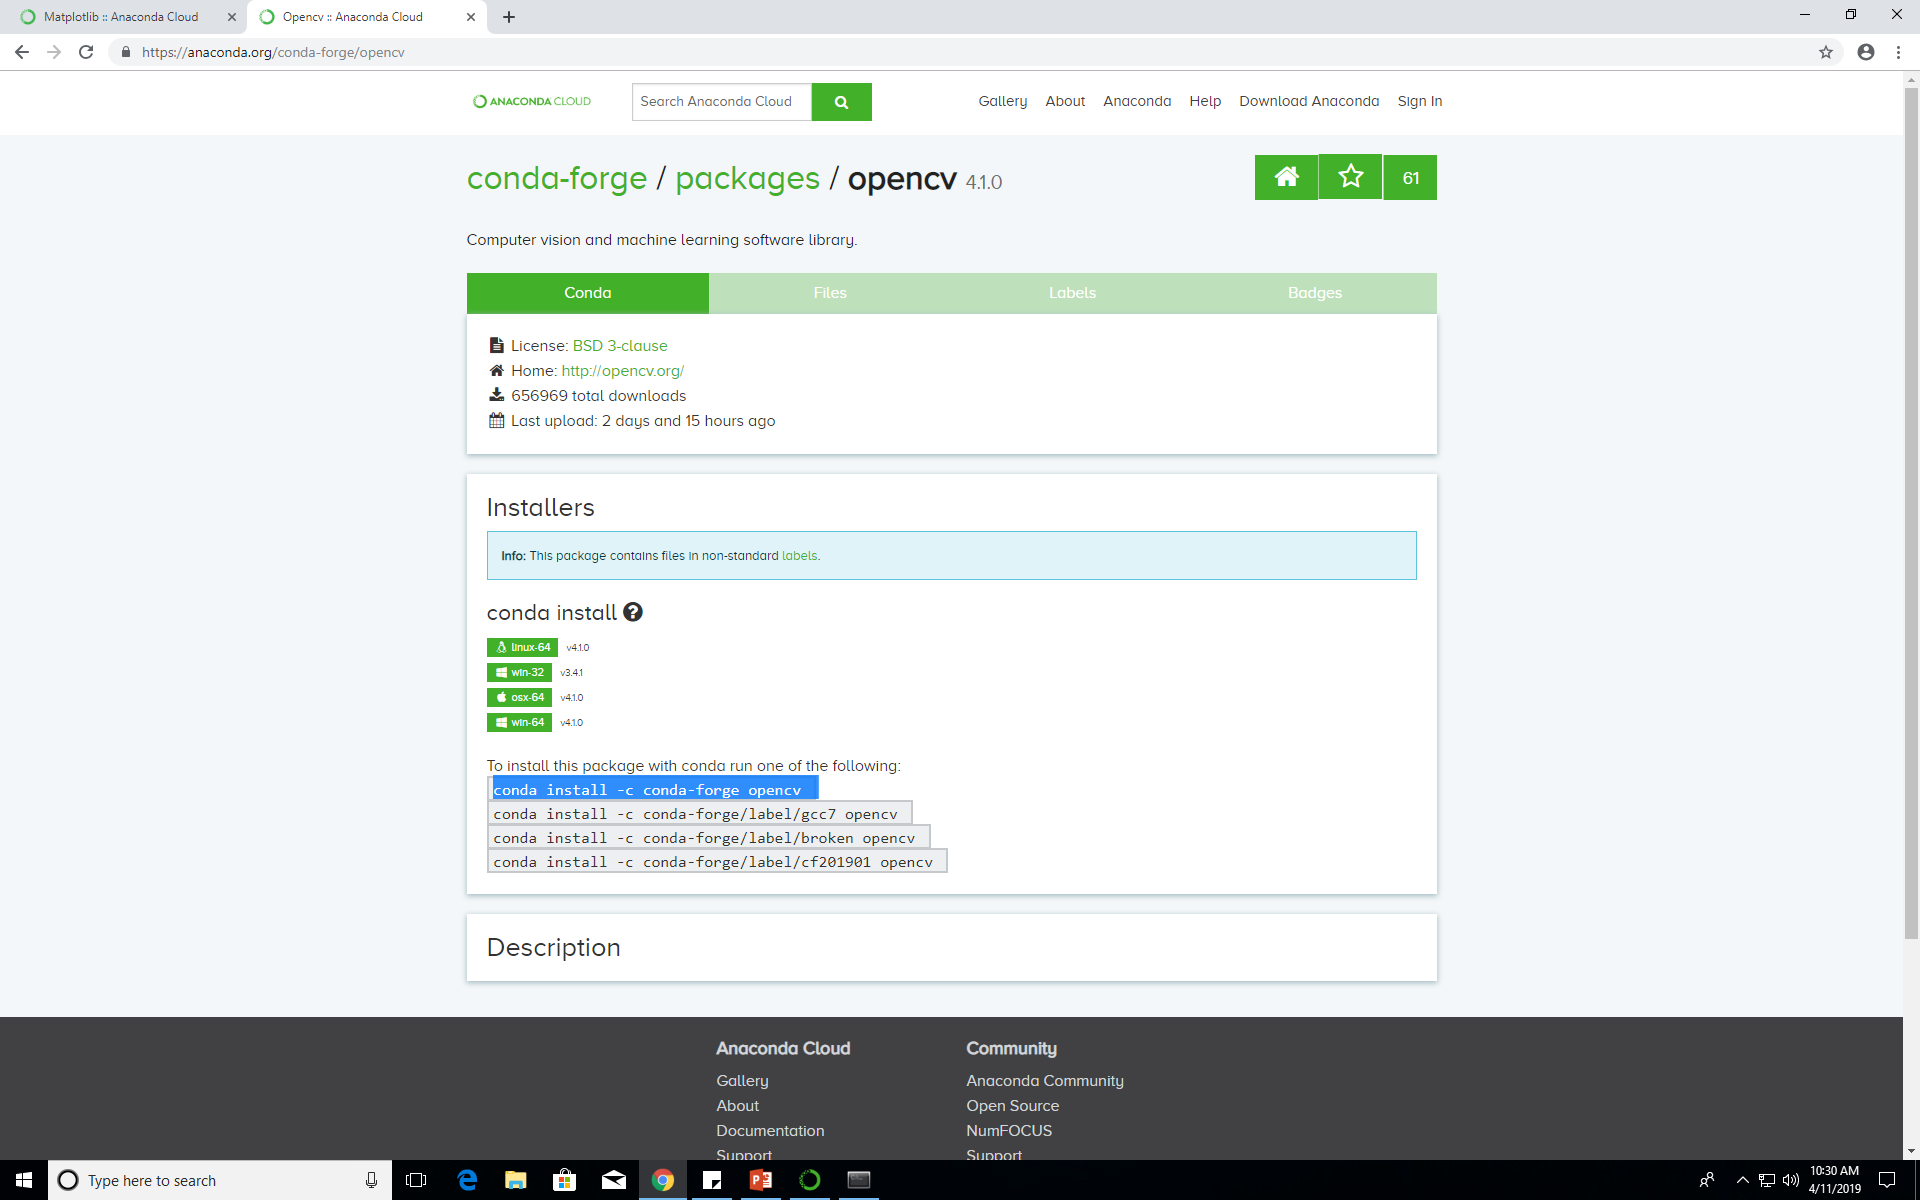 Matplotlib :: Anaconda Cloud
Opencv :: Anaconda Cloud
https://anaconda.org/conda-forge/opencv
ANACONDA CLOUD
Search Anaconda Cloud
Gallery About Anaconda Help Download Anaconda Sign In
conda-forge / packages / opencv 4.1.0
61
Computer vision and machine learning software library.
Conda Files Labels Badges
License: BSD 3-clause
Home: http://opencv.org/
656969 total downloads
Last upload: 2 days and 15 hours ago
Installers
Info: This package contains files in non-standard labels.
conda install
linux-64 v4.1.0
win-32 v3.4.1
osx-64 v4.1.0
win-64 v4.1.0
To install this package with conda run one of the following:
conda install -c conda-forge opencv
conda install -c conda-forge/label/gcc7 opencv
conda install -c conda-forge/label/broken opencv
conda install -c conda-forge/label/cf201901 opencv
Description
Anaconda Cloud
Gallery
About
Documentation
Support
Community
Anaconda Community
Open Source
NumFOCUS
Support
Type here to search
10:30 AM
4/11/2019